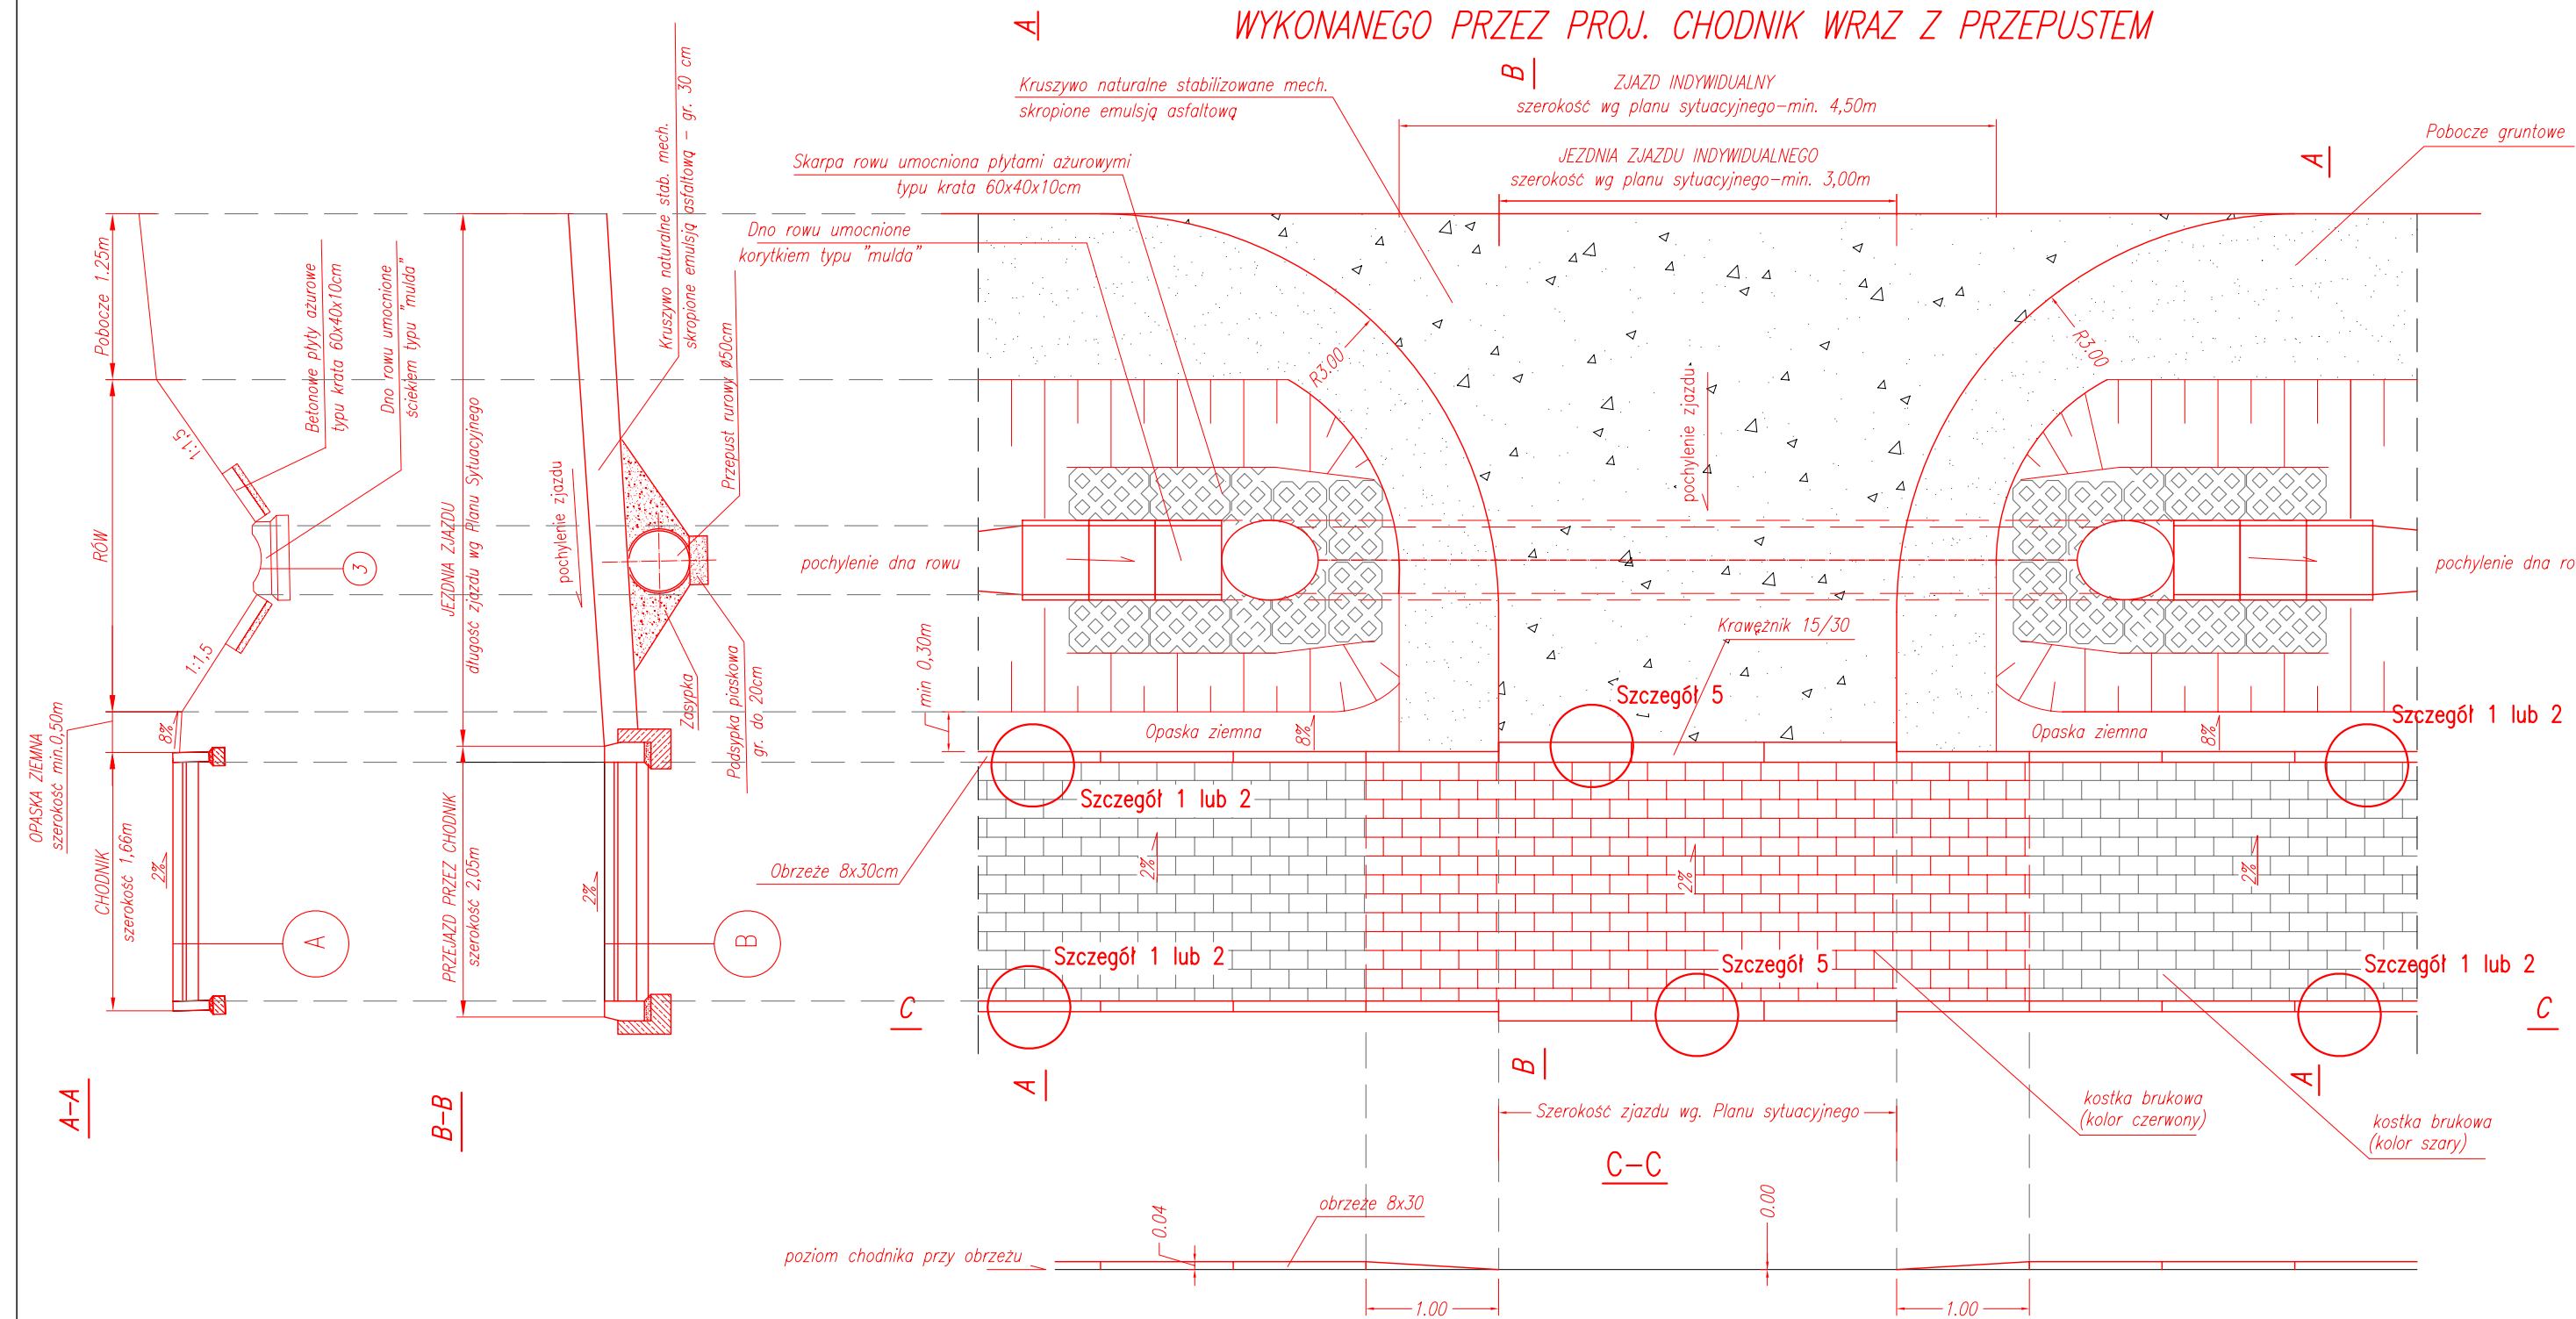 WYKONANEGO PRZEZ PROJ. CHODNIK WRAZ Z PRZEPUSTEM
A
B
Kruszywo naturalne stabilizowane mech.
skropione emulsją asfaltową
ZJAZD INDYWIDUALNY
szerokość wg planu sytuacyjnego-min. 4,50m
JEZDNIA ZJAZDU INDYWIDUALNEGO
szerokość wg planu sytuacyjnego-min. 3,00m
Pobocze gruntowe
A
Skarpa rowu umocniona płytami ażurowymi
typu krata 60x40x10cm
Dno rowu umocnione
korytkiem typu "mulda"
Pobocze 1.25m
RÓW
OPASKA ZIEMNA
szerokość min.0,50m
CHODNIK
szerokość 1,66m
1:1,5
1:1,5
8%
2%
Betonowe płyty ażurowe
typu krata 60x40x10cm
Dno rowu umocnione
ściekiem typu "mulda"
3
A
A-A
JEZDNIA ZJAZDU
długość zjazdu wg Planu Sytuacyjnego
PRZEJAZD PRZEZ CHODNIK
szerokość 2,05m
pochylenie zjazdu
Kruszywo naturalne stab. mech.
skropione emulsją asfaltową - gr. 30 cm
Przepust rurowy ø50cm
Zasypka
Podsypka piaskowa
gr. do 20cm
2%
B
B-B
R3.00
R3.00
pochylenie zjazdu
pochylenie dna rowu
pochylenie dna ro
min 0,30m
Krawężnik 15/30
Szczegół 5
Opaska ziemna
8%
Opaska ziemna
8%
Szczegół 1 lub 2
Szczegół 1 lub 2
Obrzeże 8x30cm
2%
2%
2%
Szczegół 1 lub 2
Szczegół 5
Szczegół 1 lub 2
C
C
A
B
A
Szerokość zjazdu wg. Planu sytuacyjnego
kostka brukowa
(kolor czerwony)
kostka brukowa
(kolor szary)
C-C
0.04
obrzeże 8x30
0.00
poziom chodnika przy obrzeżu
1.00
1.00